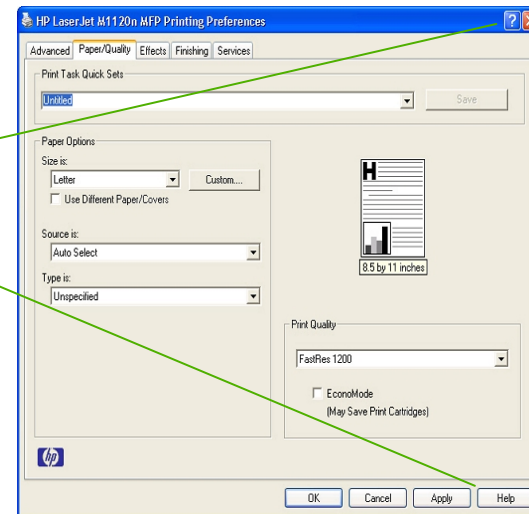 HP LaserJet M1120n MFP Printing Preferences
Advanced Paper/Quality Effects Finishing Services
Print Task Quick Sets
Untitled
Save
Paper Options
Size is:
Letter
Custom....
Use Different Paper/Covers
Source is:
Auto Select
Type is:
Unspecified
H
8.5 by 11 inches
Print Quality
FastRes 1200
EconoMode
(May Save Print Cartridges)
hp
OK Cancel Apply Help